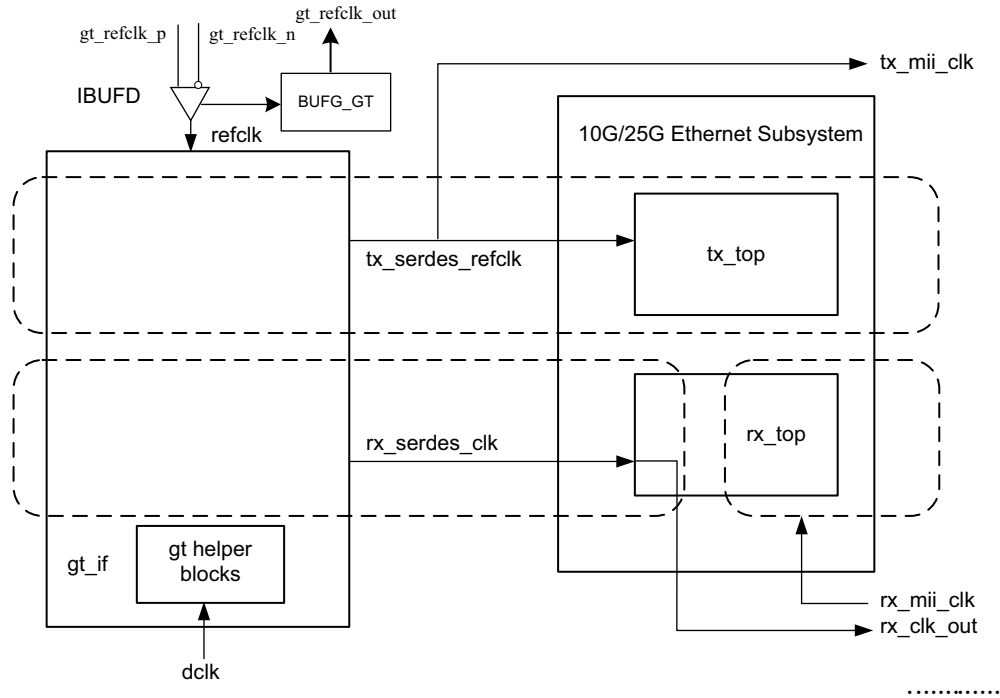 gt_refclk_out
gt_refclk_p
gt_refclk_n
tx_mii_clk
IBUFD
BUFG_GT
refclk
10G/25G Ethernet Subsystem
tx_serdes_refclk
tx_top
rx_serdes_clk
rx_top
gt_if
gt helper
blocks
rx_mii_clk
rx_clk_out
dclk